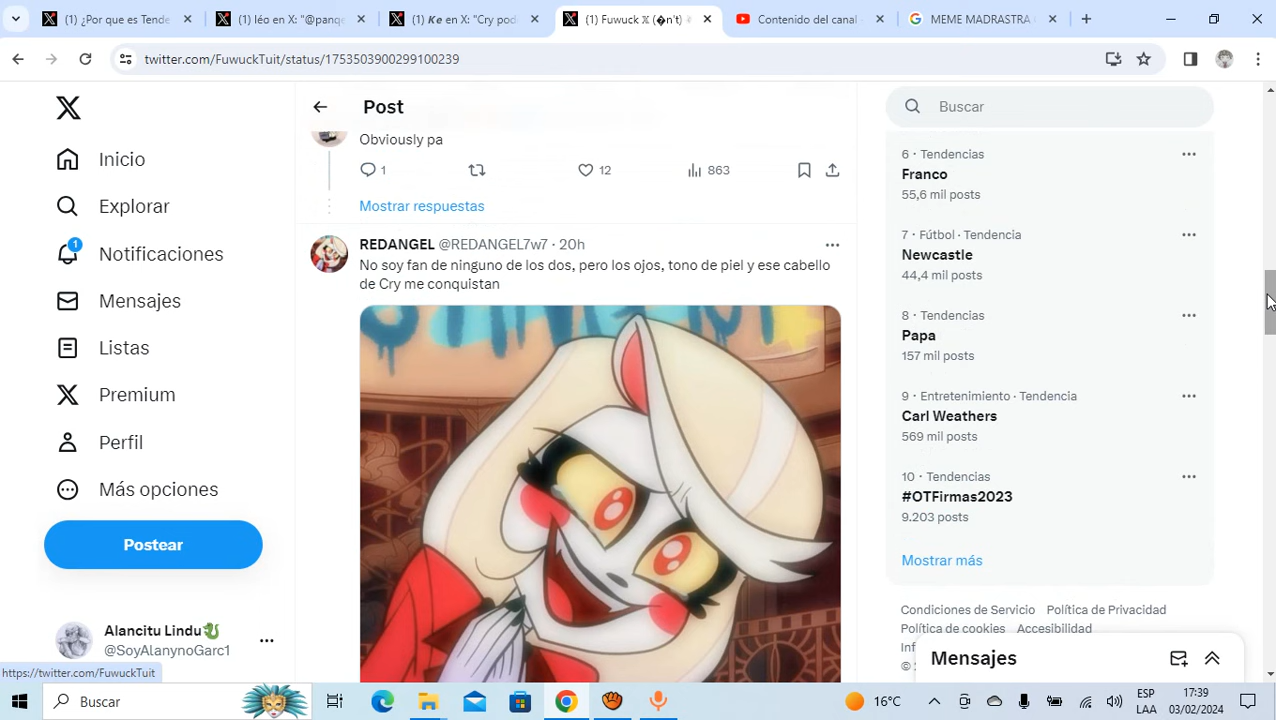 (1) ¿Por que es Tende
(1) léo en X: "@panqe
(1) Ke en X: "Cry pod
(1) Fuwuck 𝕏 (�n't)
Contenido del canal
MEME MADRASTRA
twitter.com/FuwuckTuit/status/1753503900299100239
Inicio
Explorar
1
Notificaciones
Mensajes
Listas
Premium
Perfil
Más opciones
Postear
Alancitu Lindu
@SoyAlanynoGarc1
https://twitter.com/FuwuckTuit
Post
Obviously pa
1 12 863
Mostrar respuestas
REDANGEL @REDANGEL7w7 · 20h
No soy fan de ninguno de los dos, pero los ojos, tono de piel y ese cabello
de Cry me conquistan
Buscar
6 · Tendencias
Franco
55,6 mil posts
7 · Fútbol · Tendencia
Newcastle
44,4 mil posts
8 · Tendencias
Papa
157 mil posts
9 · Entretenimiento · Tendencia
Carl Weathers
569 mil posts
10 · Tendencias
#OTFirmas2023
9.203 posts
Mostrar más
Condiciones de Servicio Política de Privacidad
Política de cookies Accesibilidad
Mensajes
Buscar
16°C
ESP
LAA
17:39
03/02/2024